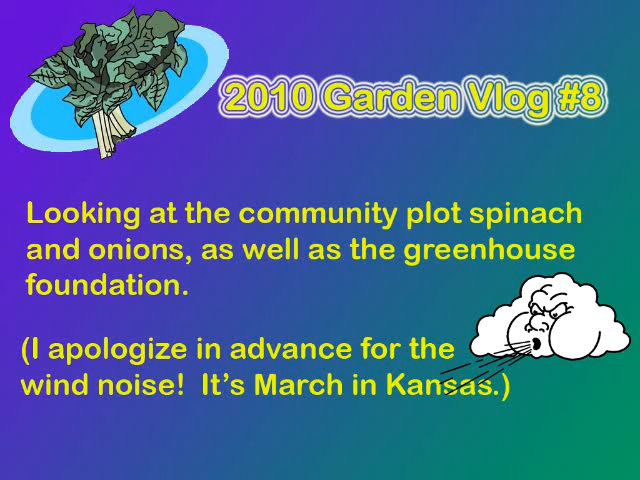 2010 Garden Vlog #8
Looking at the community plot spinach
and onions, as well as the greenhouse
foundation.
(I apologize in advance for the
wind noise!  It’s March in Kansas.)